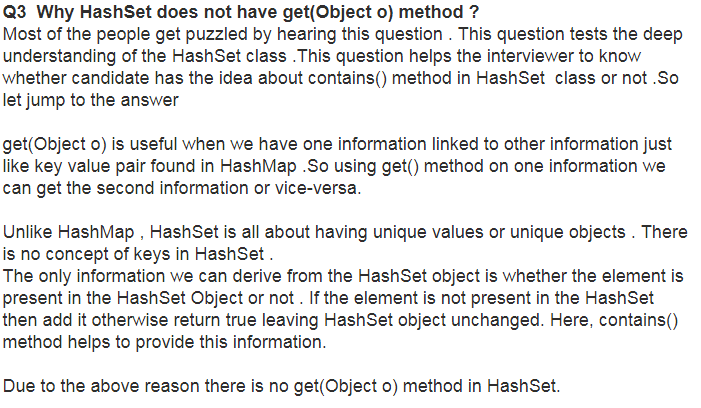 Q3  Why HashSet does not have get(Object o) method ?
Most of the people get puzzled by hearing this question . This question tests the deep
understanding of the HashSet class .This question helps the interviewer to know
whether candidate has the idea about contains() method in HashSet  class or not .So
let jump to the answer
get(Object o) is useful when we have one information linked to other information just
like key value pair found in HashMap .So using get() method on one information we
can get the second information or vice-versa.
Unlike HashMap , HashSet is all about having unique values or unique objects . There
is no concept of keys in HashSet .
The only information we can derive from the HashSet object is whether the element is
present in the HashSet Object or not . If the element is not present in the HashSet
then add it otherwise return true leaving HashSet object unchanged. Here, contains()
method helps to provide this information.
Due to the above reason there is no get(Object o) method in HashSet.